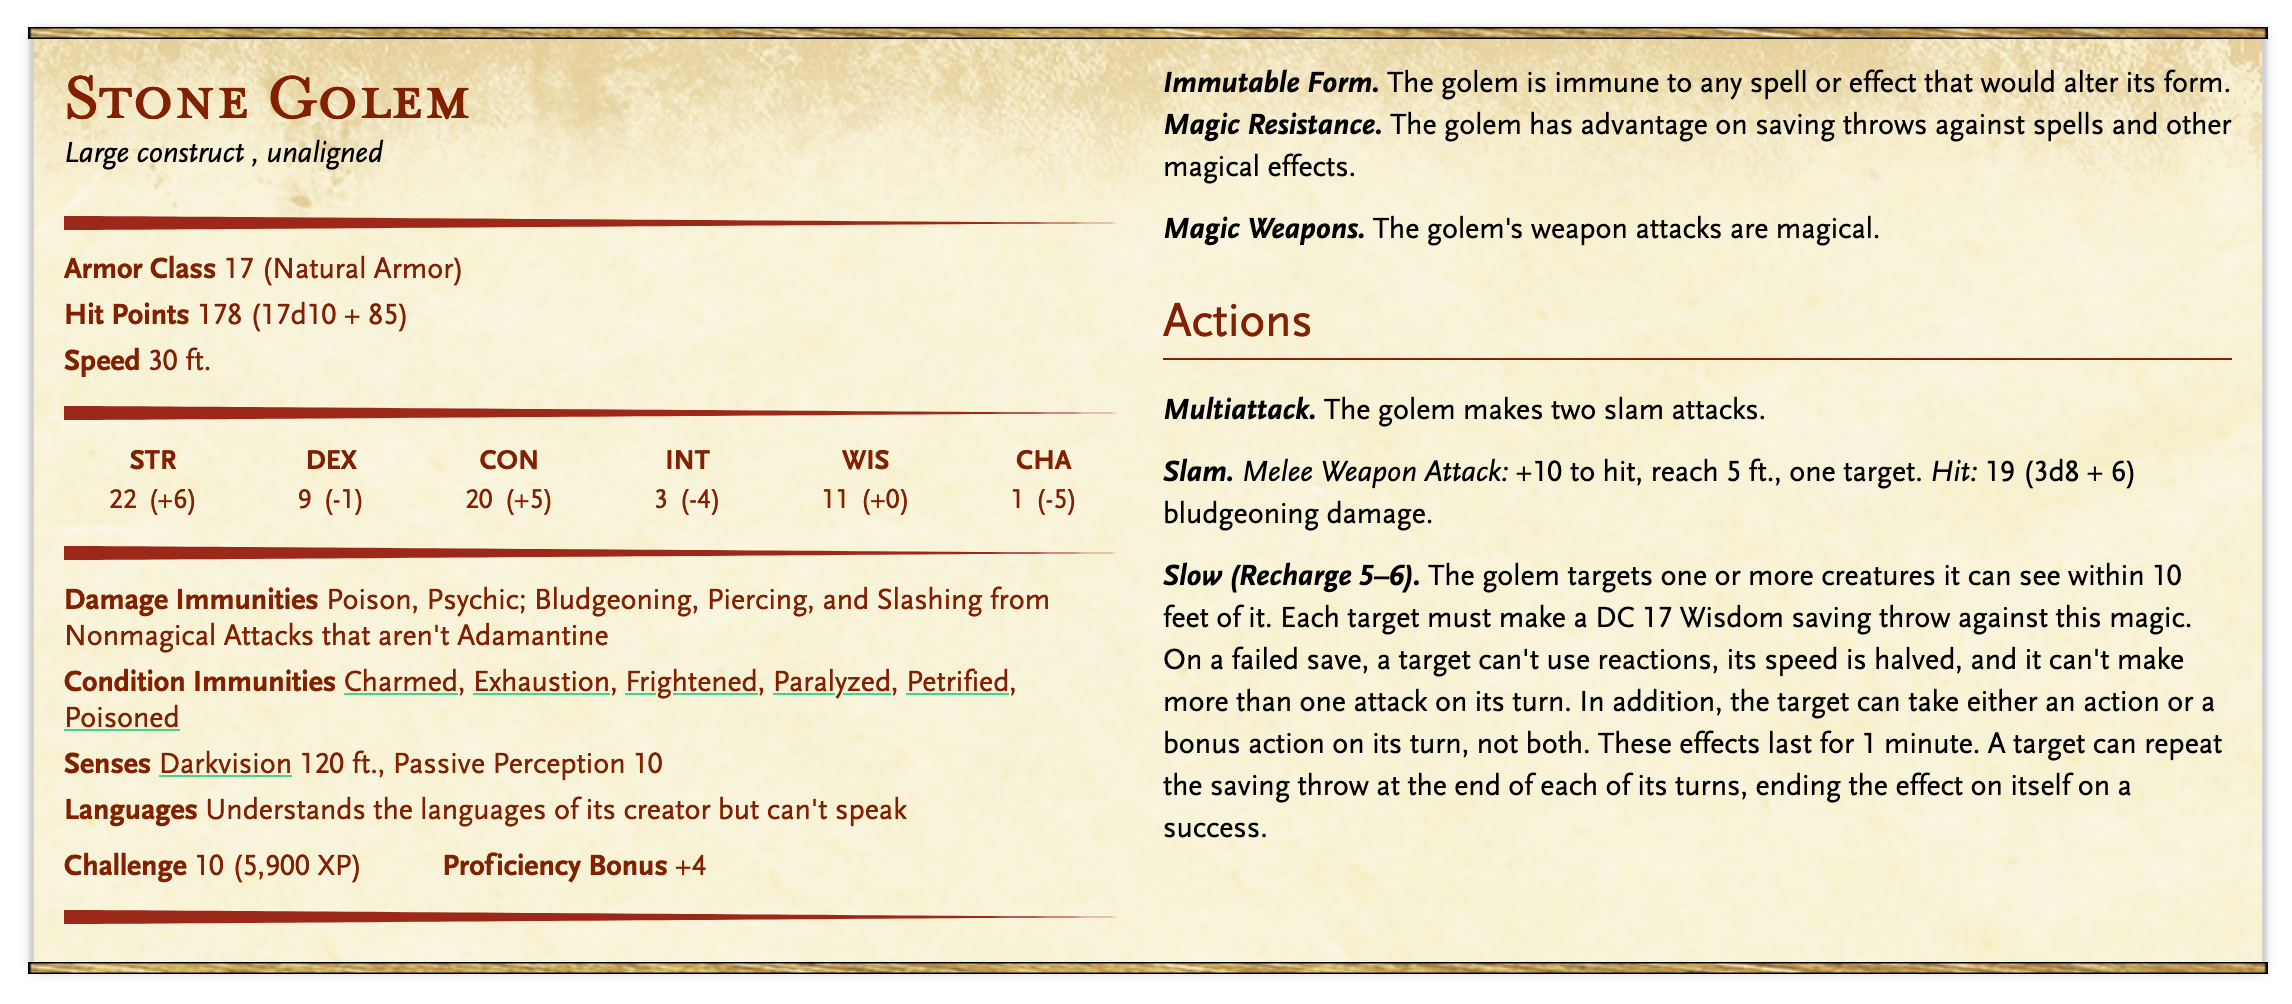 Stone Golem
Large construct , unaligned
Armor Class 17 (Natural Armor)
Hit Points 178 (17d10 + 85)
Speed 30 ft.
STR DEX CON INT WIS CHA
22 (+6) 9 (-1) 20 (+5) 3 (-4) 11 (+0) 1 (-5)
Damage Immunities Poison, Psychic; Bludgeoning, Piercing, and Slashing from
Nonmagical Attacks that aren't Adamantine
Condition Immunities Charmed, Exhaustion, Frightened, Paralyzed, Petrified,
Poisoned
Senses Darkvision 120 ft., Passive Perception 10
Languages Understands the languages of its creator but can't speak
Challenge 10 (5,900 XP) Proficiency Bonus +4
Immutable Form. The golem is immune to any spell or effect that would alter its form.
Magic Resistance. The golem has advantage on saving throws against spells and other
magical effects.
Magic Weapons. The golem's weapon attacks are magical.
Actions
Multiattack. The golem makes two slam attacks.
Slam. Melee Weapon Attack: +10 to hit, reach 5 ft., one target. Hit: 19 (3d8 + 6)
bludgeoning damage.
Slow (Recharge 5–6). The golem targets one or more creatures it can see within 10
feet of it. Each target must make a DC 17 Wisdom saving throw against this magic.
On a failed save, a target can't use reactions, its speed is halved, and it can't make
more than one attack on its turn. In addition, the target can take either an action or a
bonus action on its turn, not both. These effects last for 1 minute. A target can repeat
the saving throw at the end of each of its turns, ending the effect on itself on a
success.